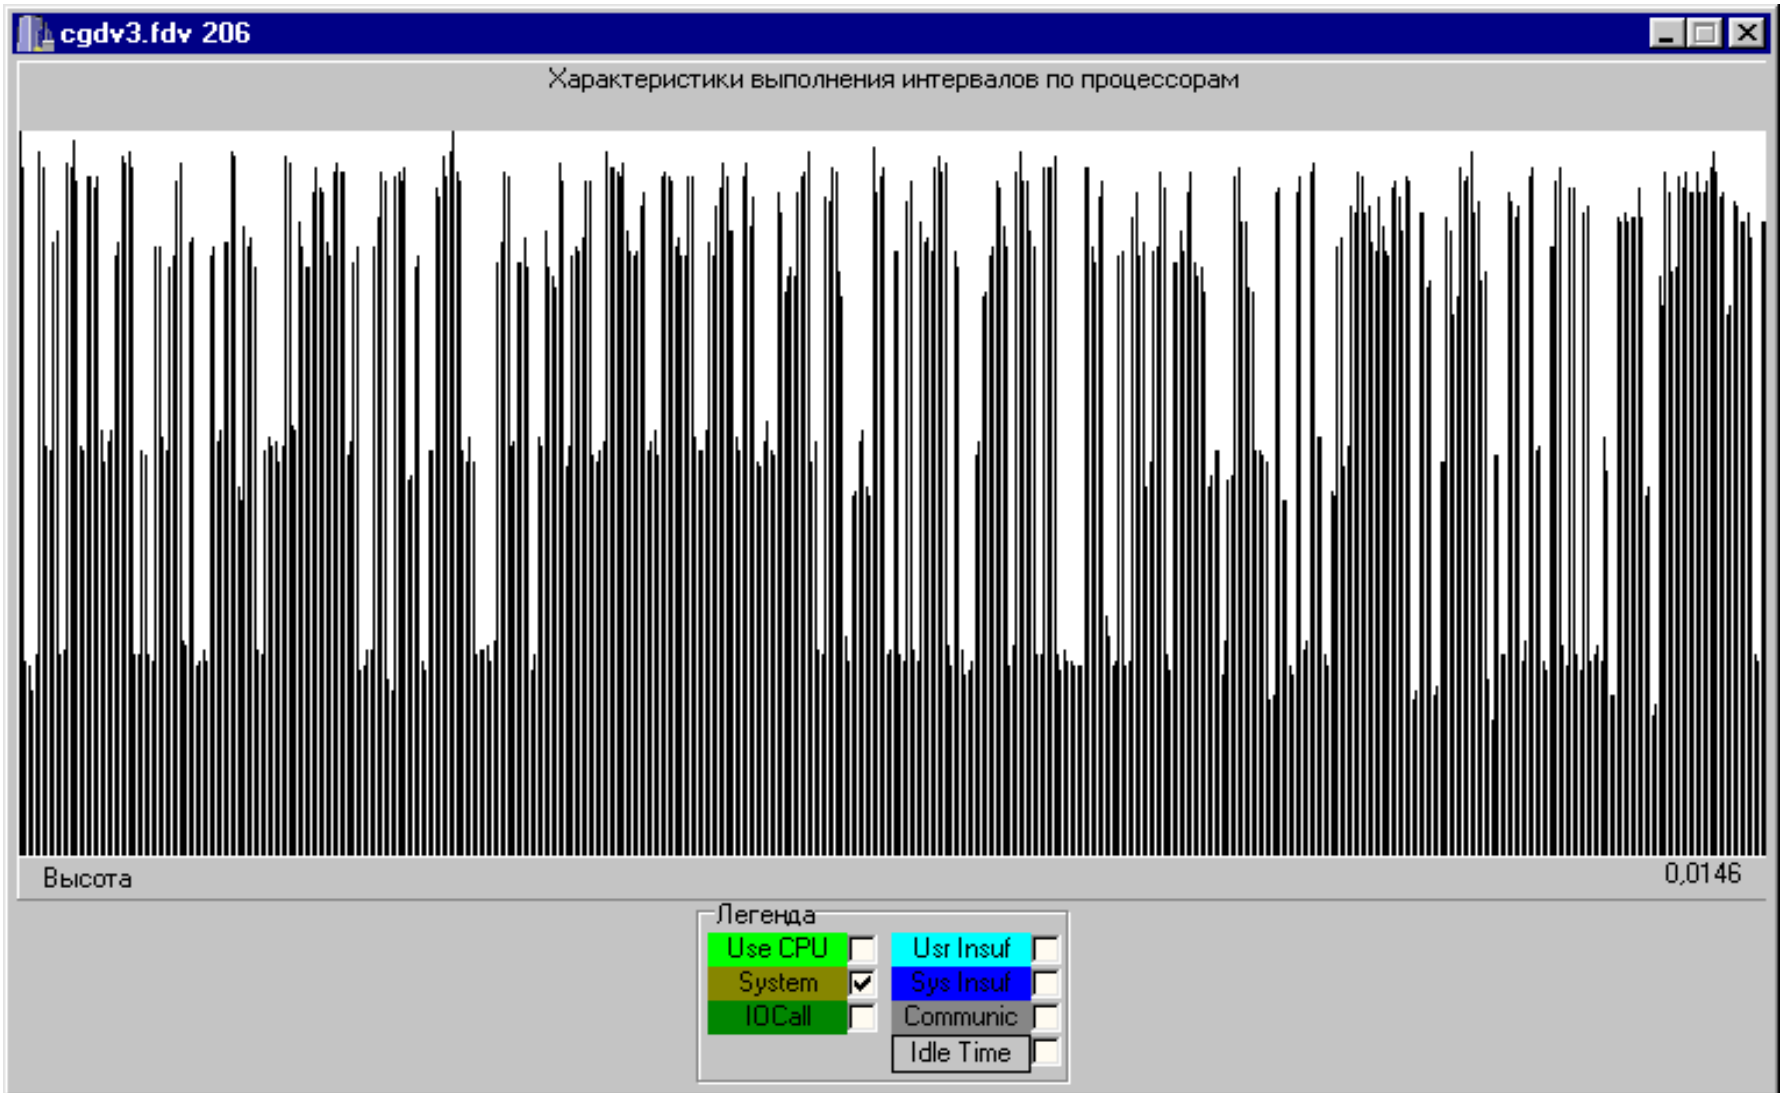 cgdv3.fdv 206
Характеристики выполнения интервалов по процессорам
Высота
0,0146
Легенда
Use CPU
Usr Insuf
System
Sys Insuf
IOCall
Communic
Idle Time